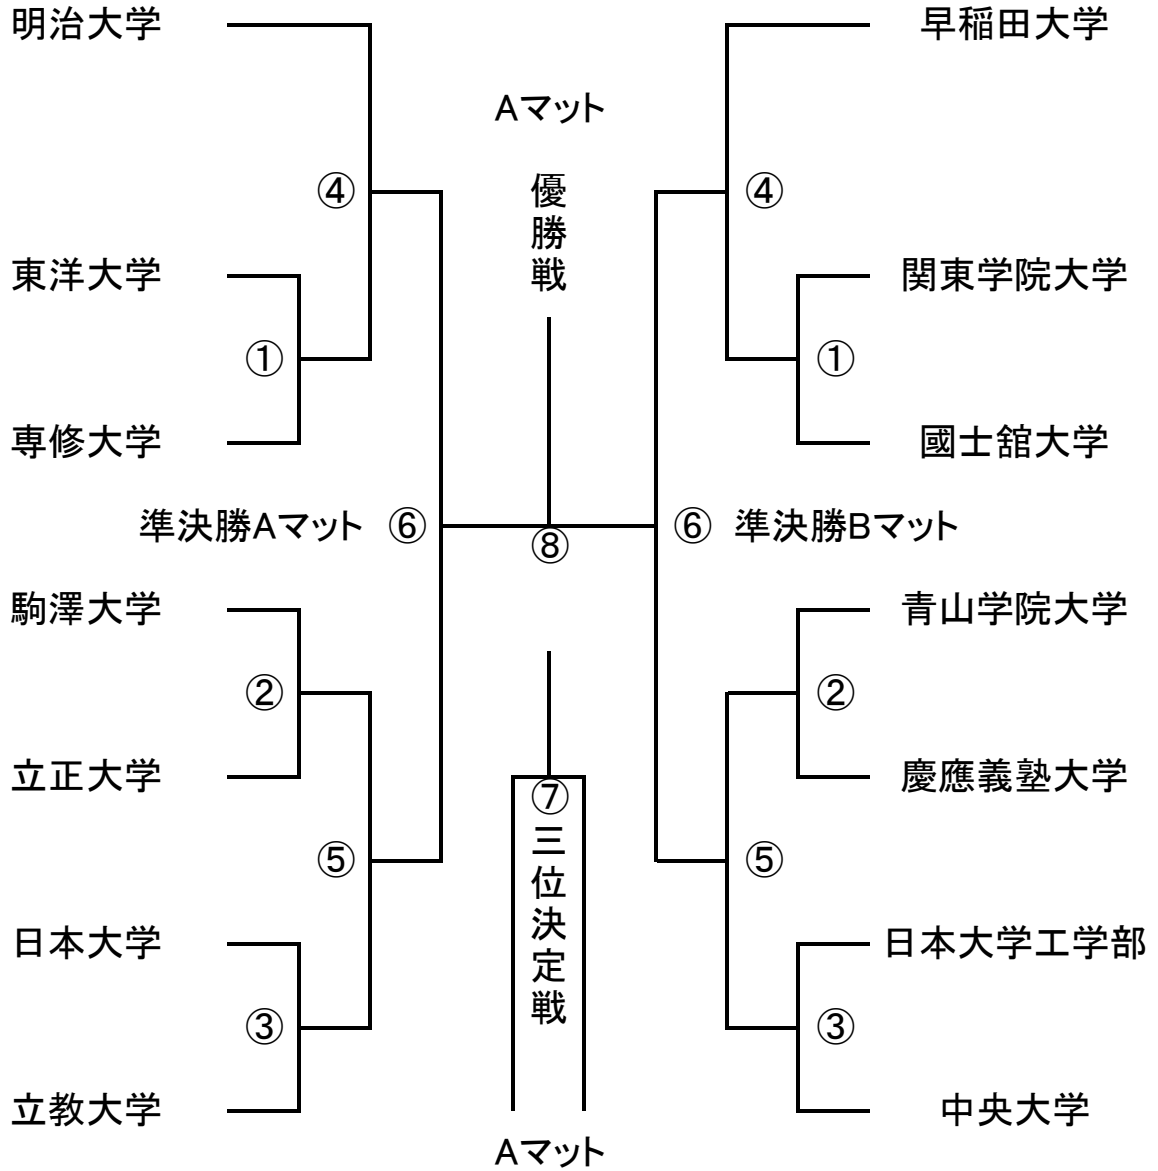 明治大学
早稲田大学
Aマット
④
優勝戦
④
東洋大学
関東学院大学
①
①
専修大学
國士舘大学
準決勝Aマット
⑥
⑧
⑥
準決勝Bマット
駒澤大学
青山学院大学
②
②
立正大学
慶應義塾大学
⑦
三位決定戦
⑤
⑤
日本大学
日本大学工学部
③
③
立教大学
中央大学
Aマット